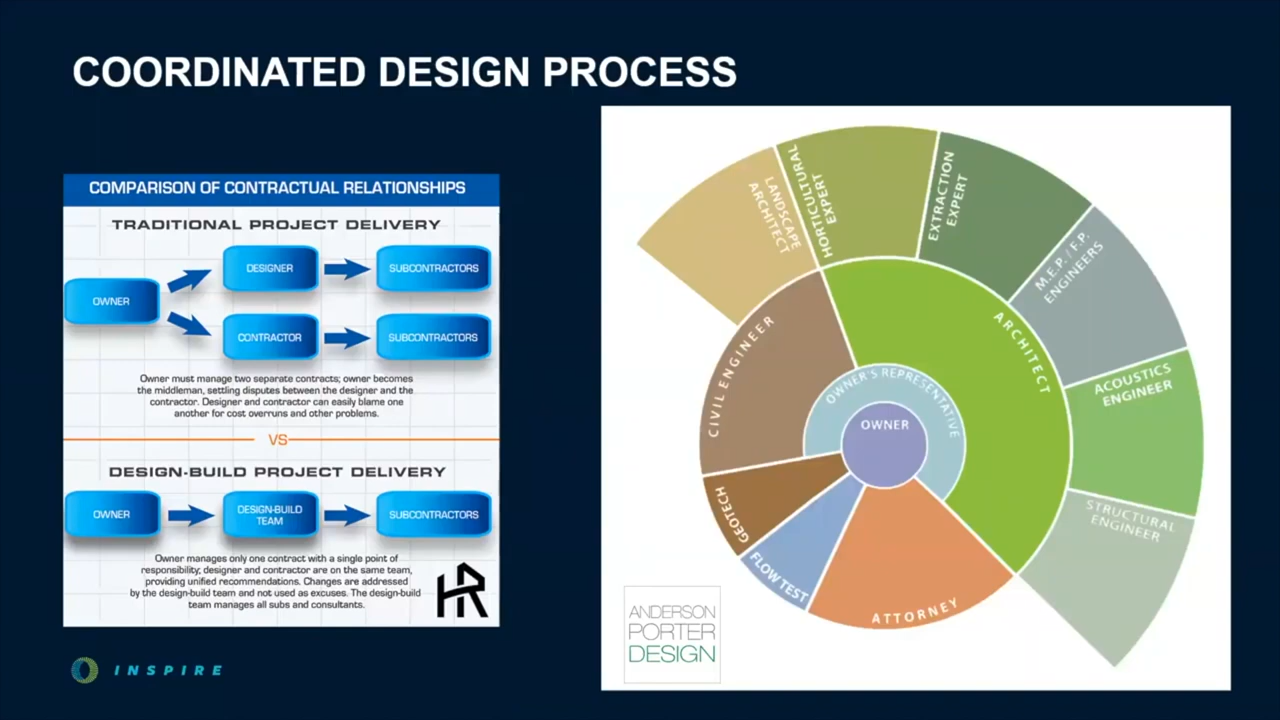 COORDINATED DESIGN PROCESS
COMPARISON OF CONTRACTUAL RELATIONSHIPS
TRADITIONAL PROJECT DELIVERY
OWNER
DESIGNER
SUBCONTRACTORS
CONTRACTOR
SUBCONTRACTORS
Owner must manage two separate contracts; owner becomes
the middleman, settling disputes between the designer and the
contractor. Designer and contractor can easily blame one
another for cost overruns and other problems.
VS
DESIGN-BUILD PROJECT DELIVERY
OWNER
DESIGN-BUILD
TEAM
SUBCONTRACTORS
Owner manages only one contract with a single point of
responsibility; designer and contractor are on the same team,
providing unified recommendations. Changes are addressed
by the design-build team and not used as excuses. The design-build
team manages all subs and consultants.
HR
INSPIRE
LANDSCAPE
ARCHITECT
HORTICULTURAL
EXPERT
EXTRACTION
EXPERT
M.E.P. / F.P.
ENGINEERS
ACOUSTICS
ENGINEER
STRUCTURAL
ENGINEER
ARCHITECT
CIVIL ENGINEER
OWNER'S REPRESENTATIVE
OWNER
GEOTECH
FLOW TEST
ATTORNEY
ANDERSON
PORTER
DESIGN